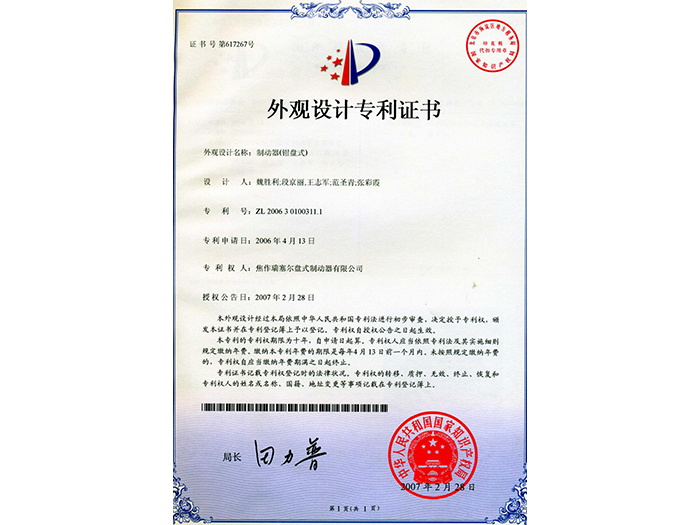 证书号第617267号
印花税
代扣专用章
外观设计专利证书
外观设计名称：制动器(钳盘式)
设计人：魏胜利;段京丽,王志军;范圣青;张彩霞
专利号：ZL 2006 3 0100311.1
专利申请日：2006年4月13日
专利权人：焦作瑞塞尔盘式制动器有限公司
授权公告日：2007年2月28日
本外观设计经过本局依照中华人民共和国专利法进行初步审查，决定授予专利权，颁
发本证书并在专利登记簿上予以登记。专利权自授权公告之日起生效。
本专利的专利权期限为十年，自申请日起算。专利权人应当依照专利法及其实施细则
规定缴纳年费。缴纳本专利年费的期限是每年4月13日前一个月内。未按照规定缴纳年费
的，专利权自应当缴纳年费期满之日起终止。
专利证书记载专利权登记时的法律状况。专利权的转移、质押、无效、终止、恢复和
专利权人的姓名或名称、国籍、地址变更等事项记载在专利登记簿上。
局长 田力普
中华人民共和国国家知识产权局
2007年2月28日
第1页(共1页)